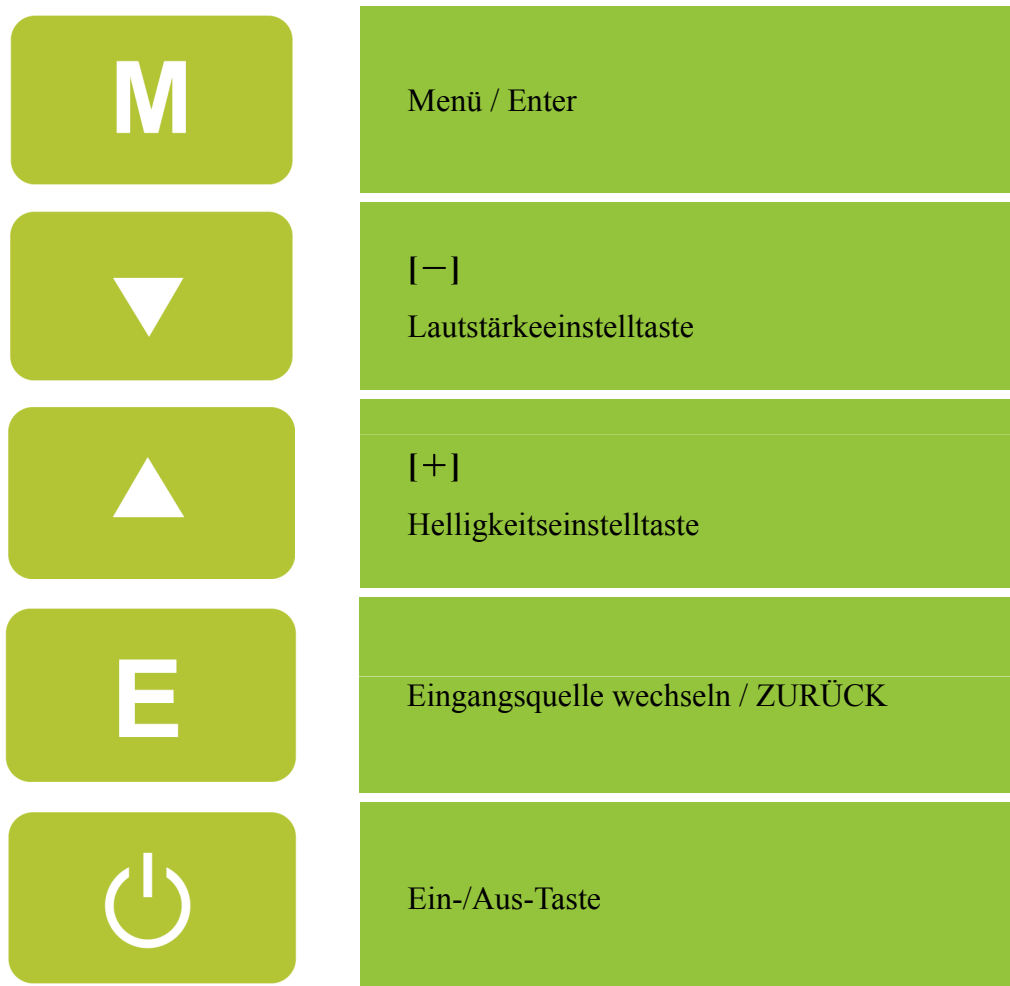 M
Menü / Enter
[－]
Lautstärkeeinstelltaste
[＋]
Helligkeitseinstelltaste
E
Eingangsquelle wechseln / ZURÜCK
Ein-/Aus-Taste